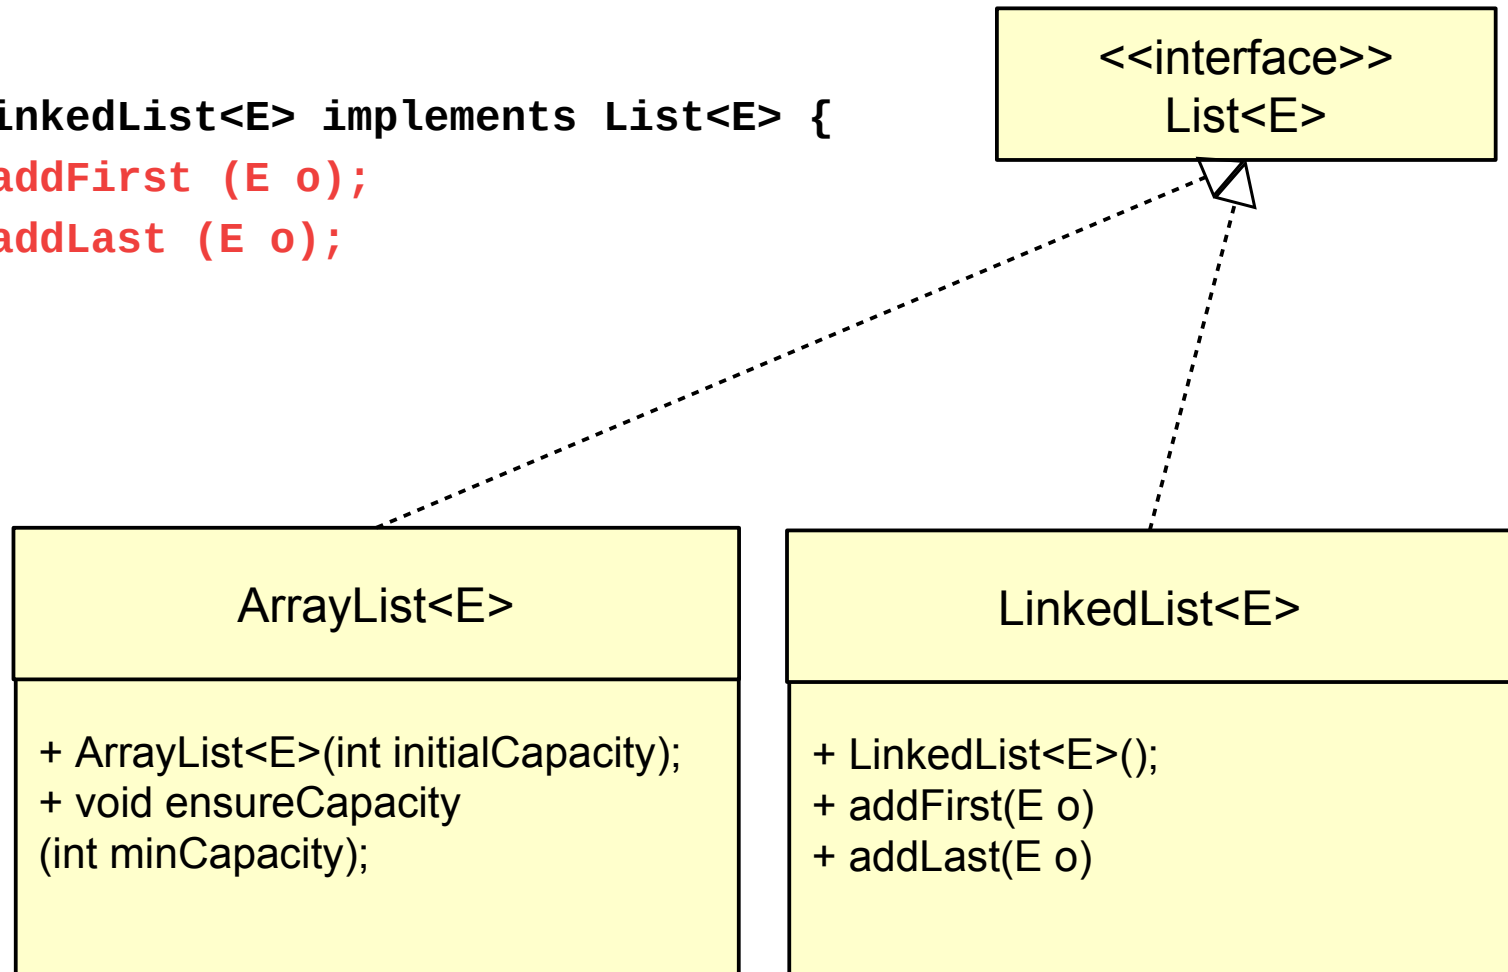 inkedList<E> implements List<E> {
addFirst (E o);
addLast (E o);
<<interface>>
List<E>
ArrayList<E>
+ ArrayList<E>(int initialCapacity);
+ void ensureCapacity
(int minCapacity);
LinkedList<E>
+ LinkedList<E>();
+ addFirst(E o)
+ addLast(E o)